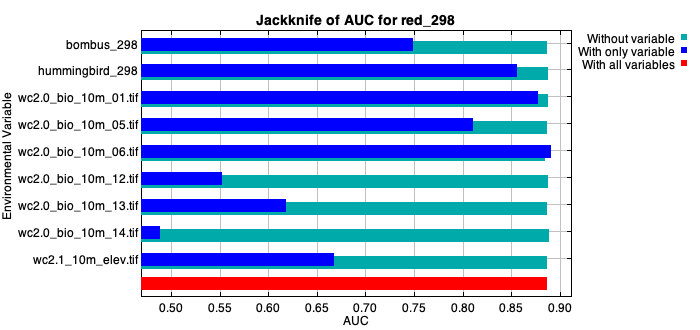 Jackknife of AUC for red_298
Without variable
With only variable
With all variables
Environmental Variable
bombus_298
hummingbird_298
wc2.0_bio_10m_01.tif
wc2.0_bio_10m_05.tif
wc2.0_bio_10m_06.tif
wc2.0_bio_10m_12.tif
wc2.0_bio_10m_13.tif
wc2.0_bio_10m_14.tif
wc2.1_10m_elev.tif
0.50 0.55 0.60 0.65 0.70 0.75 0.80 0.85 0.90
AUC